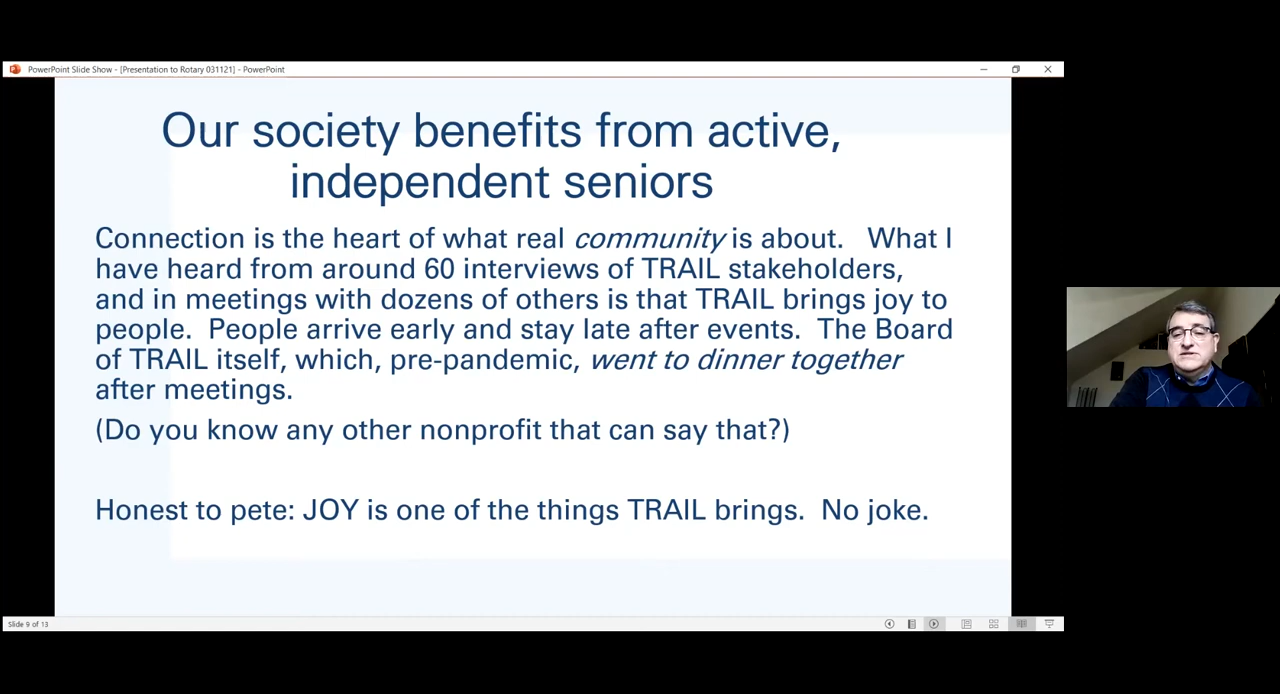 PowerPoint Slide Show - [Presentation to Rotary 031121] - PowerPoint
Our society benefits from active,
independent seniors
Connection is the heart of what real community is about. What I
have heard from around 60 interviews of TRAIL stakeholders,
and in meetings with dozens of others is that TRAIL brings joy to
people. People arrive early and stay late after events. The Board
of TRAIL itself, which, pre-pandemic, went to dinner together
after meetings.
(Do you know any other nonprofit that can say that?)
Honest to pete: JOY is one of the things TRAIL brings. No joke.
Slide 9 of 13